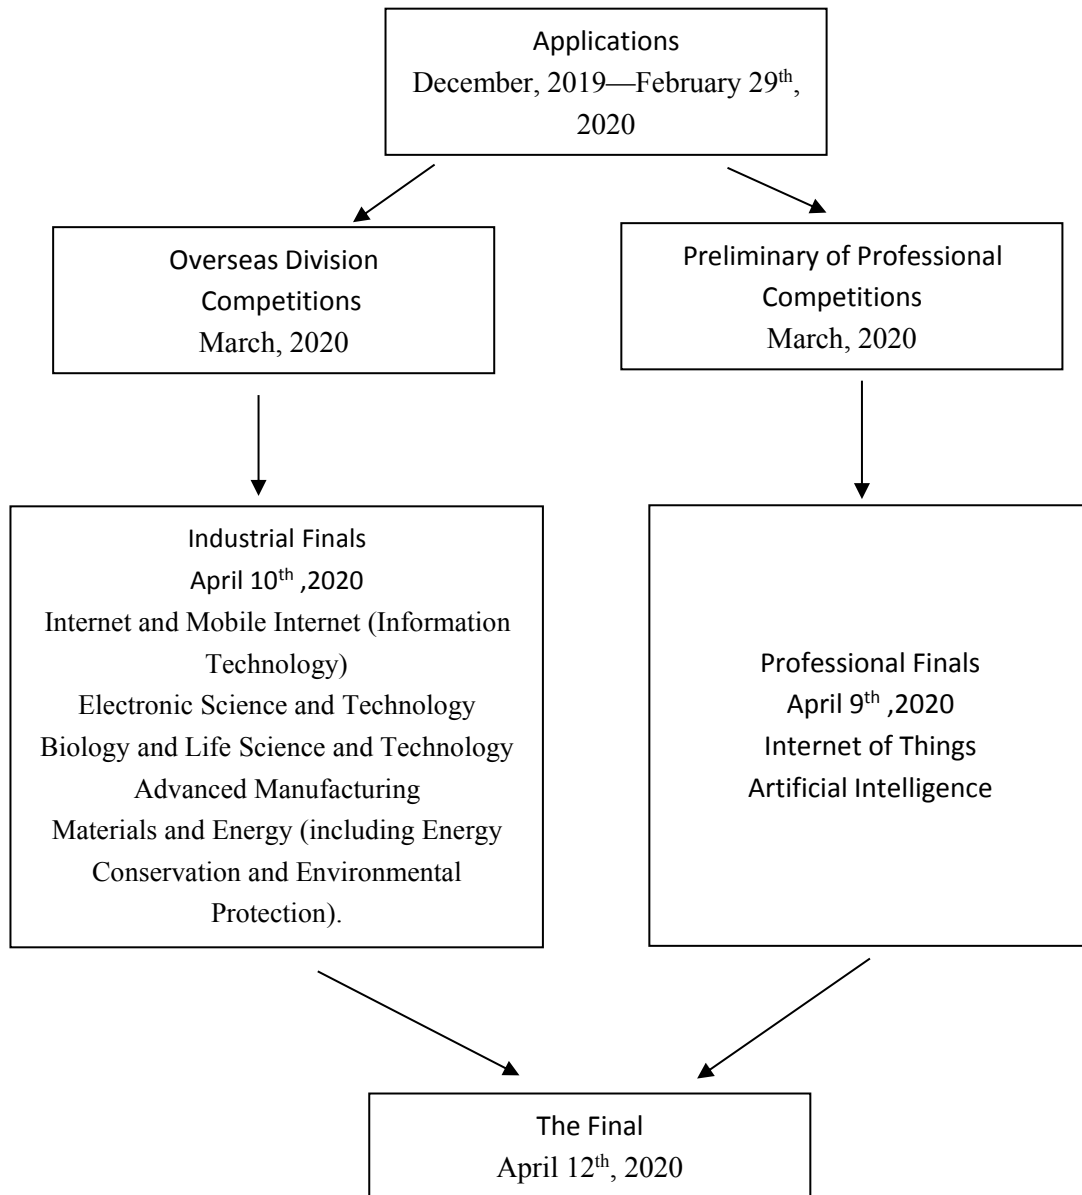 Applications
December, 2019—February 29th,
2020
Overseas Division
Competitions
March, 2020
Preliminary of Professional
Competitions
March, 2020
Industrial Finals
April 10th ,2020
Internet and Mobile Internet (Information
Technology)
Electronic Science and Technology
Biology and Life Science and Technology
Advanced Manufacturing
Materials and Energy (including Energy
Conservation and Environmental
Protection).
Professional Finals
April 9th ,2020
Internet of Things
Artificial Intelligence
The Final
April 12th, 2020